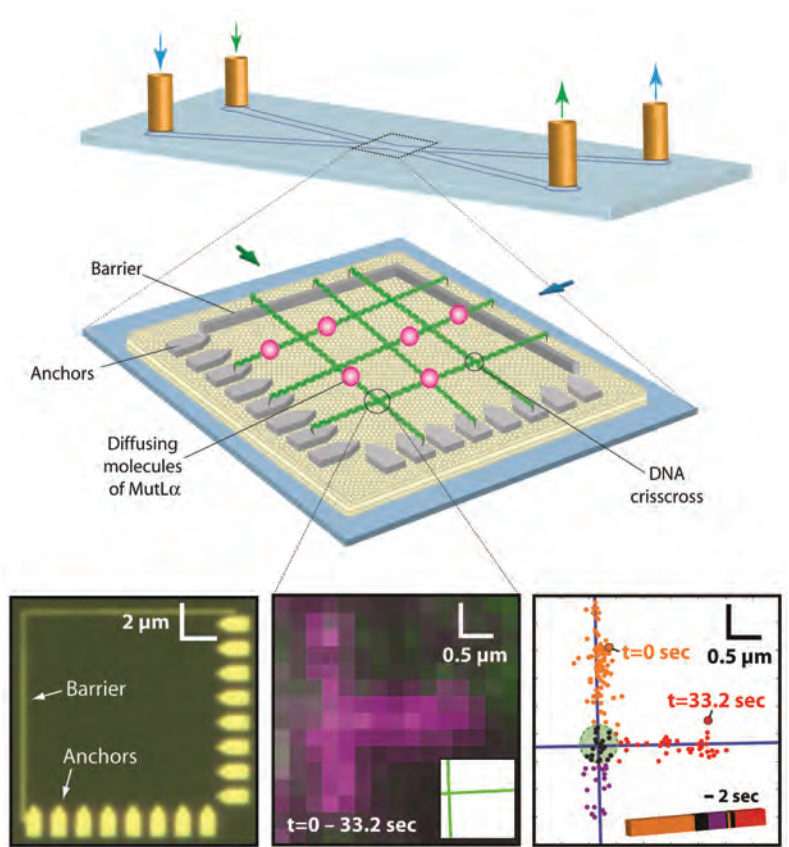 Barrier
Anchors
Diffusing
molecules
of MutLα
DNA
crisscross
2 µm
Barrier
Anchors
0.5 µm
t=0 – 33.2 sec
0.5 µm
t=0 sec
t=33.2 sec
– 2 sec